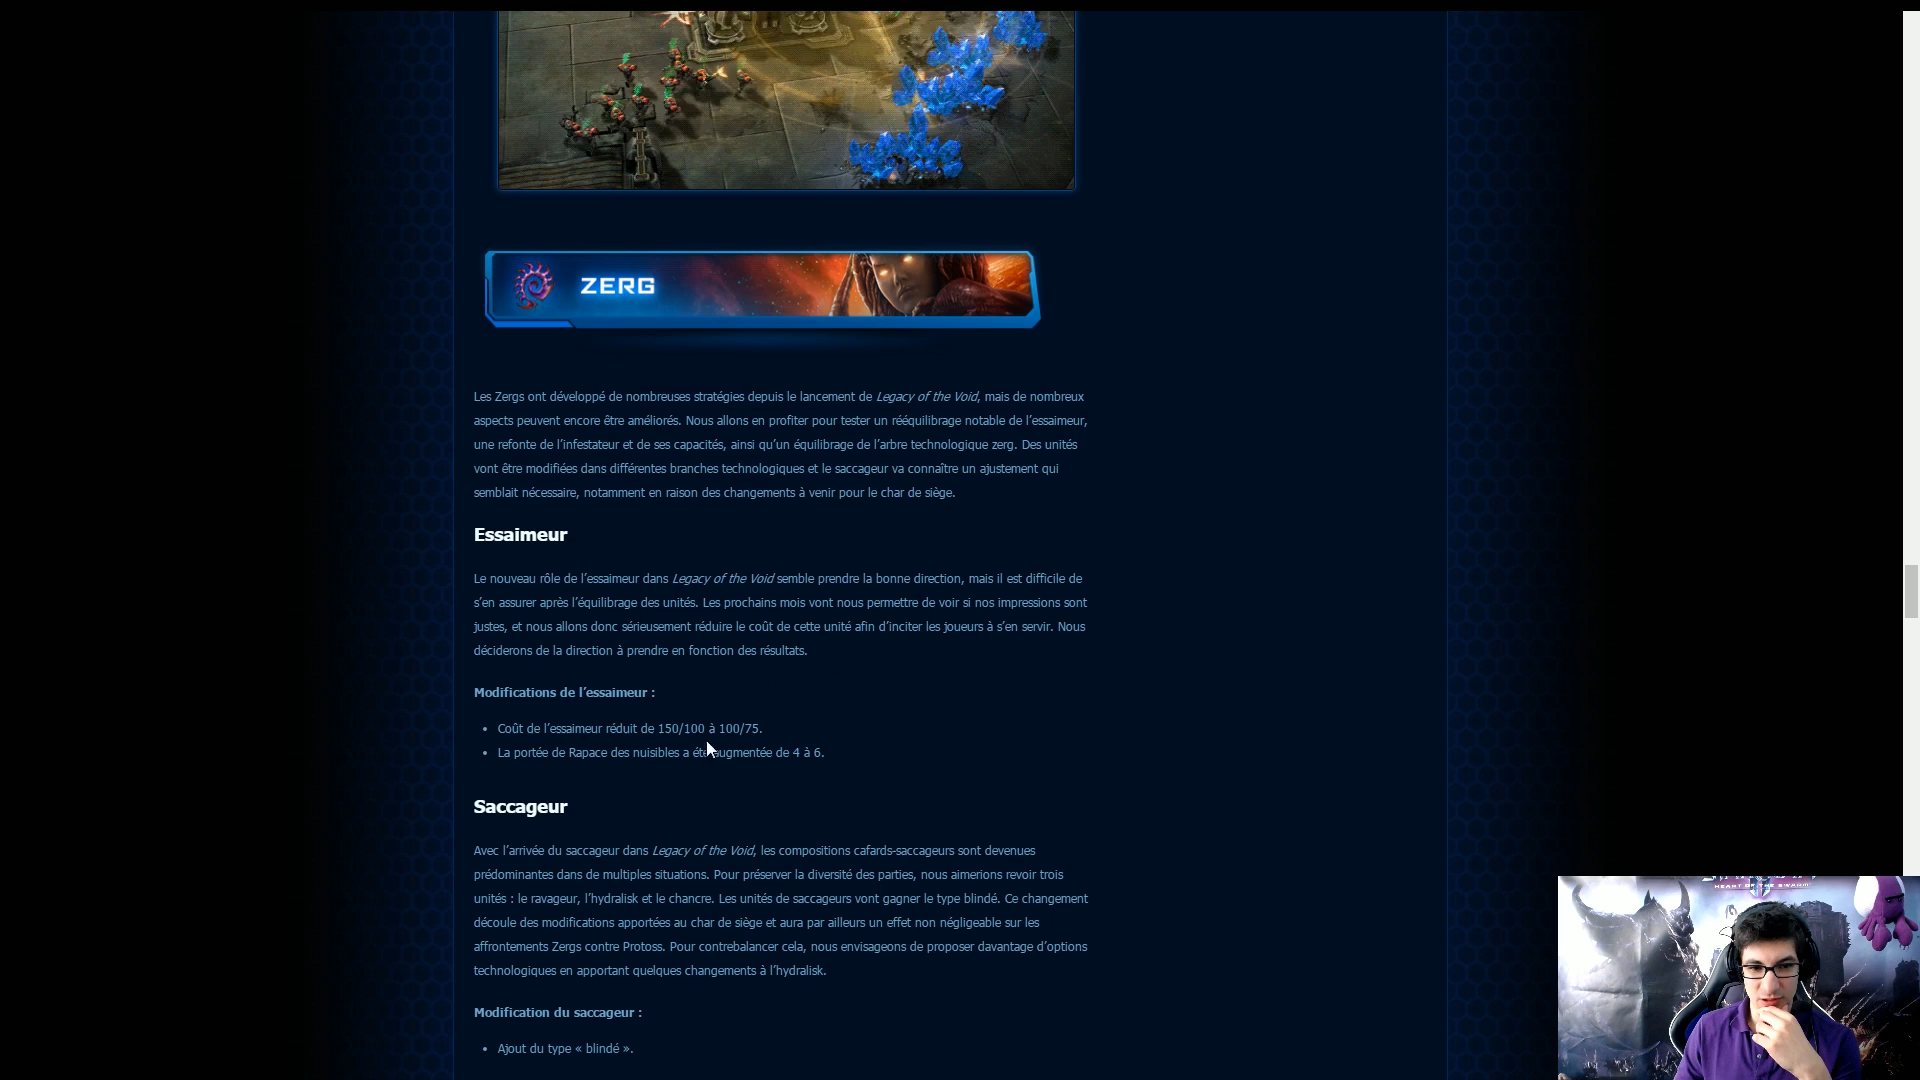 ZERG
Les Zergs ont développé de nombreuses stratégies depuis le lancement de Legacy of the Void, mais de nombreux
aspects peuvent encore être améliorés. Nous allons en profiter pour tester un rééquilibrage notable de l’essaimeur,
une refonte de l’infestateur et de ses capacités, ainsi qu’un équilibrage de l’arbre technologique zerg. Des unités
vont être modifiées dans différentes branches technologiques et le saccageur va connaître un ajustement qui
semblait nécessaire, notamment en raison des changements à venir pour le char de siège.
Essaimeur
Le nouveau rôle de l’essaimeur dans Legacy of the Void semble prendre la bonne direction, mais il est difficile de
s’en assurer après l’équilibrage des unités. Les prochains mois vont nous permettre de voir si nos impressions sont
justes, et nous allons donc sérieusement réduire le coût de cette unité afin d’inciter les joueurs à s’en servir. Nous
déciderons de la direction à prendre en fonction des résultats.
Modifications de l’essaimeur :
• Coût de l’essaimeur réduit de 150/100 à 100/75.
• La portée de Rapace des nuisibles a été augmentée de 4 à 6.
Saccageur
Avec l’arrivée du saccageur dans Legacy of the Void, les compositions cafards-saccageurs sont devenues
prédominantes dans de multiples situations. Pour préserver la diversité des parties, nous aimerions revoir trois
unités : le ravageur, l’hydralisk et le chancre. Les unités de saccageurs vont gagner le type blindé. Ce changement
découle des modifications apportées au char de siège et aura par ailleurs un effet non négligeable sur les
affrontements Zergs contre Protoss. Pour contrebalancer cela, nous envisageons de proposer davantage d’options
technologiques en apportant quelques changements à l’hydralisk.
Modification du saccageur :
• Ajout du type « blindé ».
HEART OF THE SWARM